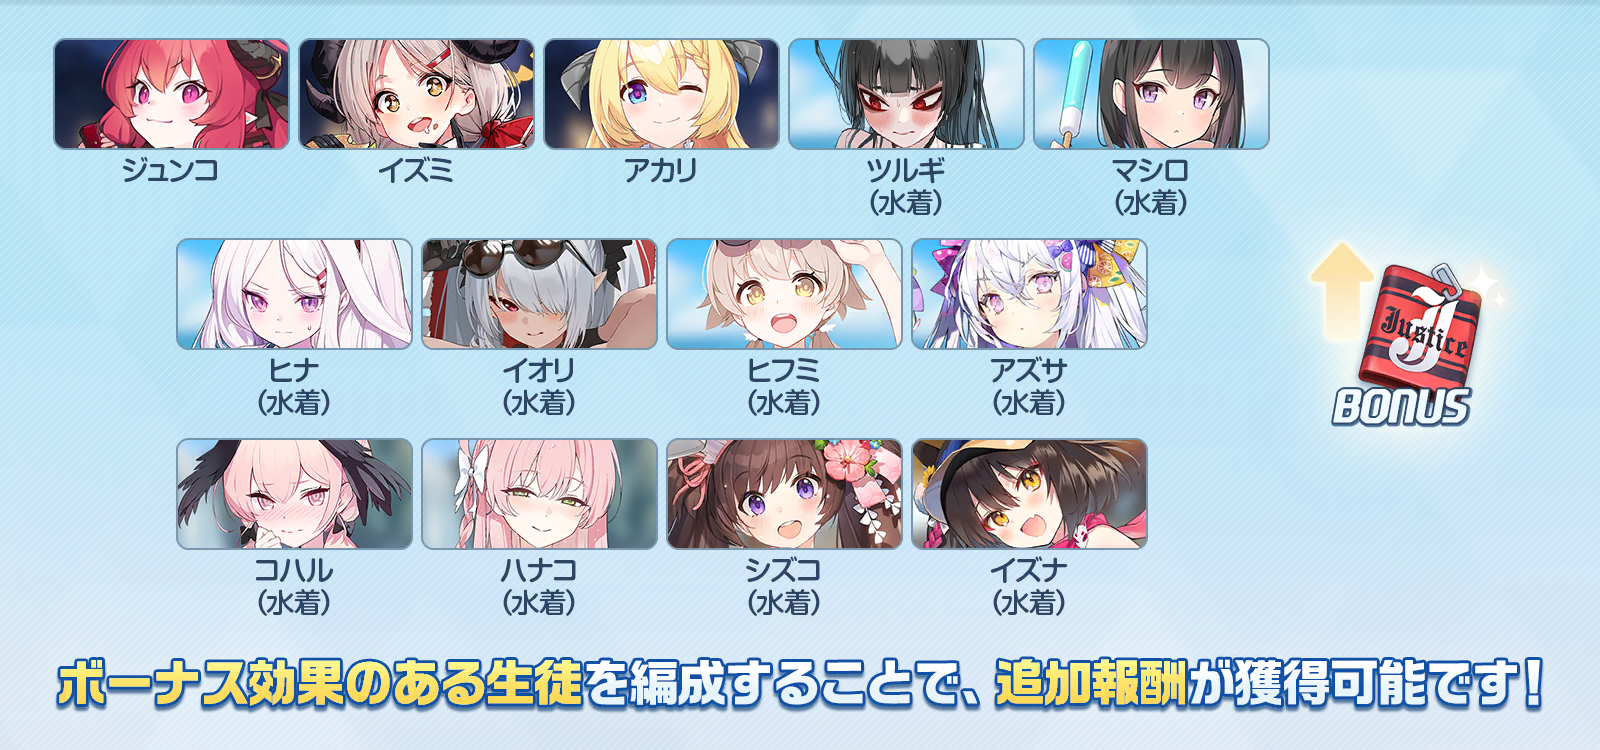 ジュンコ
イズミ
アカリ
ツルギ
(水着)
マシロ
(水着)
ヒナ
(水着)
イオリ
(水着)
ヒフミ
(水着)
アズサ
(水着)
Justice
J
BONUS
コハル
(水着)
ハナコ
(水着)
シズコ
(水着)
イズナ
(水着)
ボーナス効果のある生徒を編成することで、追加報酬が獲得可能です!